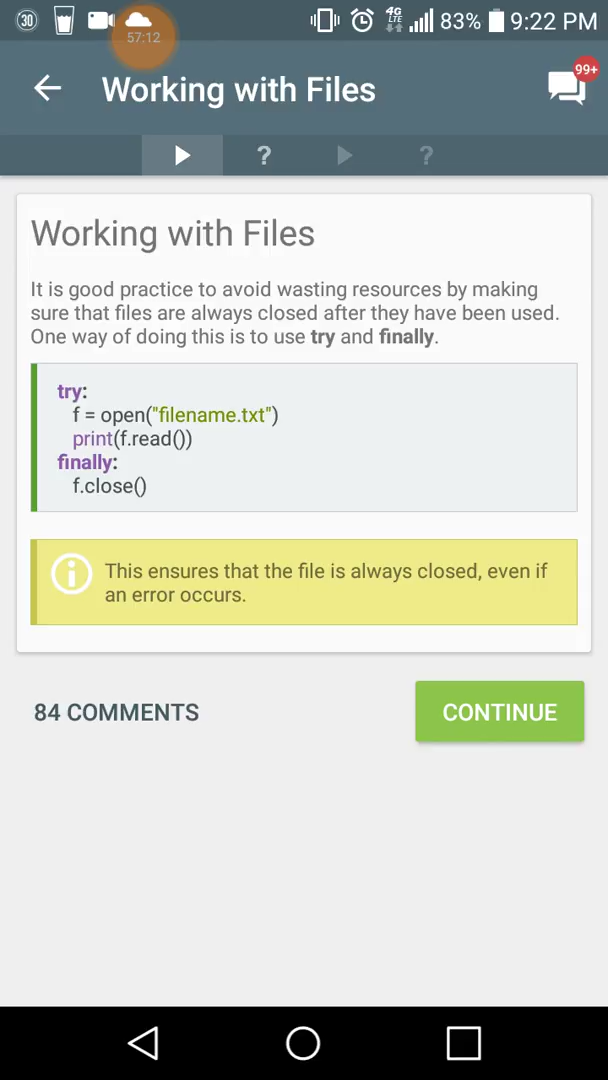 30
57:12
4G
LTE
83%
9:22 PM
Working with Files
99+
?
?
Working with Files
It is good practice to avoid wasting resources by making
sure that files are always closed after they have been used.
One way of doing this is to use try and finally.
try:
f = open("filename.txt")
print(f.read())
finally:
f.close()
This ensures that the file is always closed, even if
an error occurs.
84 COMMENTS
CONTINUE